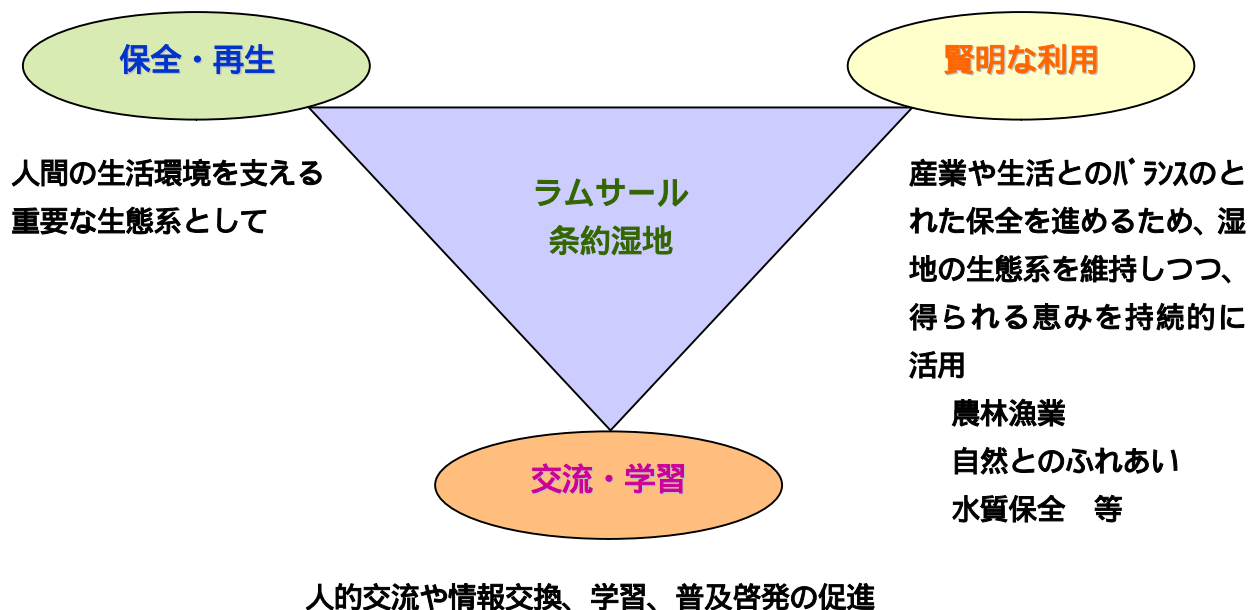 保全・再生
人間の生活環境を支える
重要な生態系として
賢明な利用
産業や生活とのﾊﾞﾗﾝｽのと
れた保全を進めるため、湿
地の生態系を維持しつつ、
得られる恵みを持続的に
活用
農林漁業
自然とのふれあい
水質保全　等
ラムサール
条約湿地
交流・学習
人的交流や情報交換、学習、普及啓発の促進